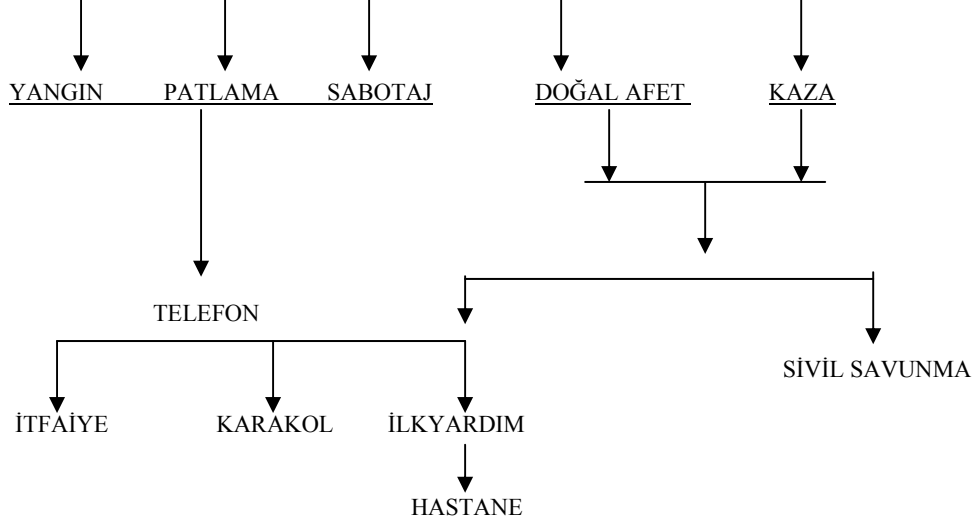 YANGIN PATLAMA SABOTAJ DOĞAL AFET KAZA
TELEFON
SİVİL SAVUNMA
İTFAİYE KARAKOL İLKYARDIM
HASTANE